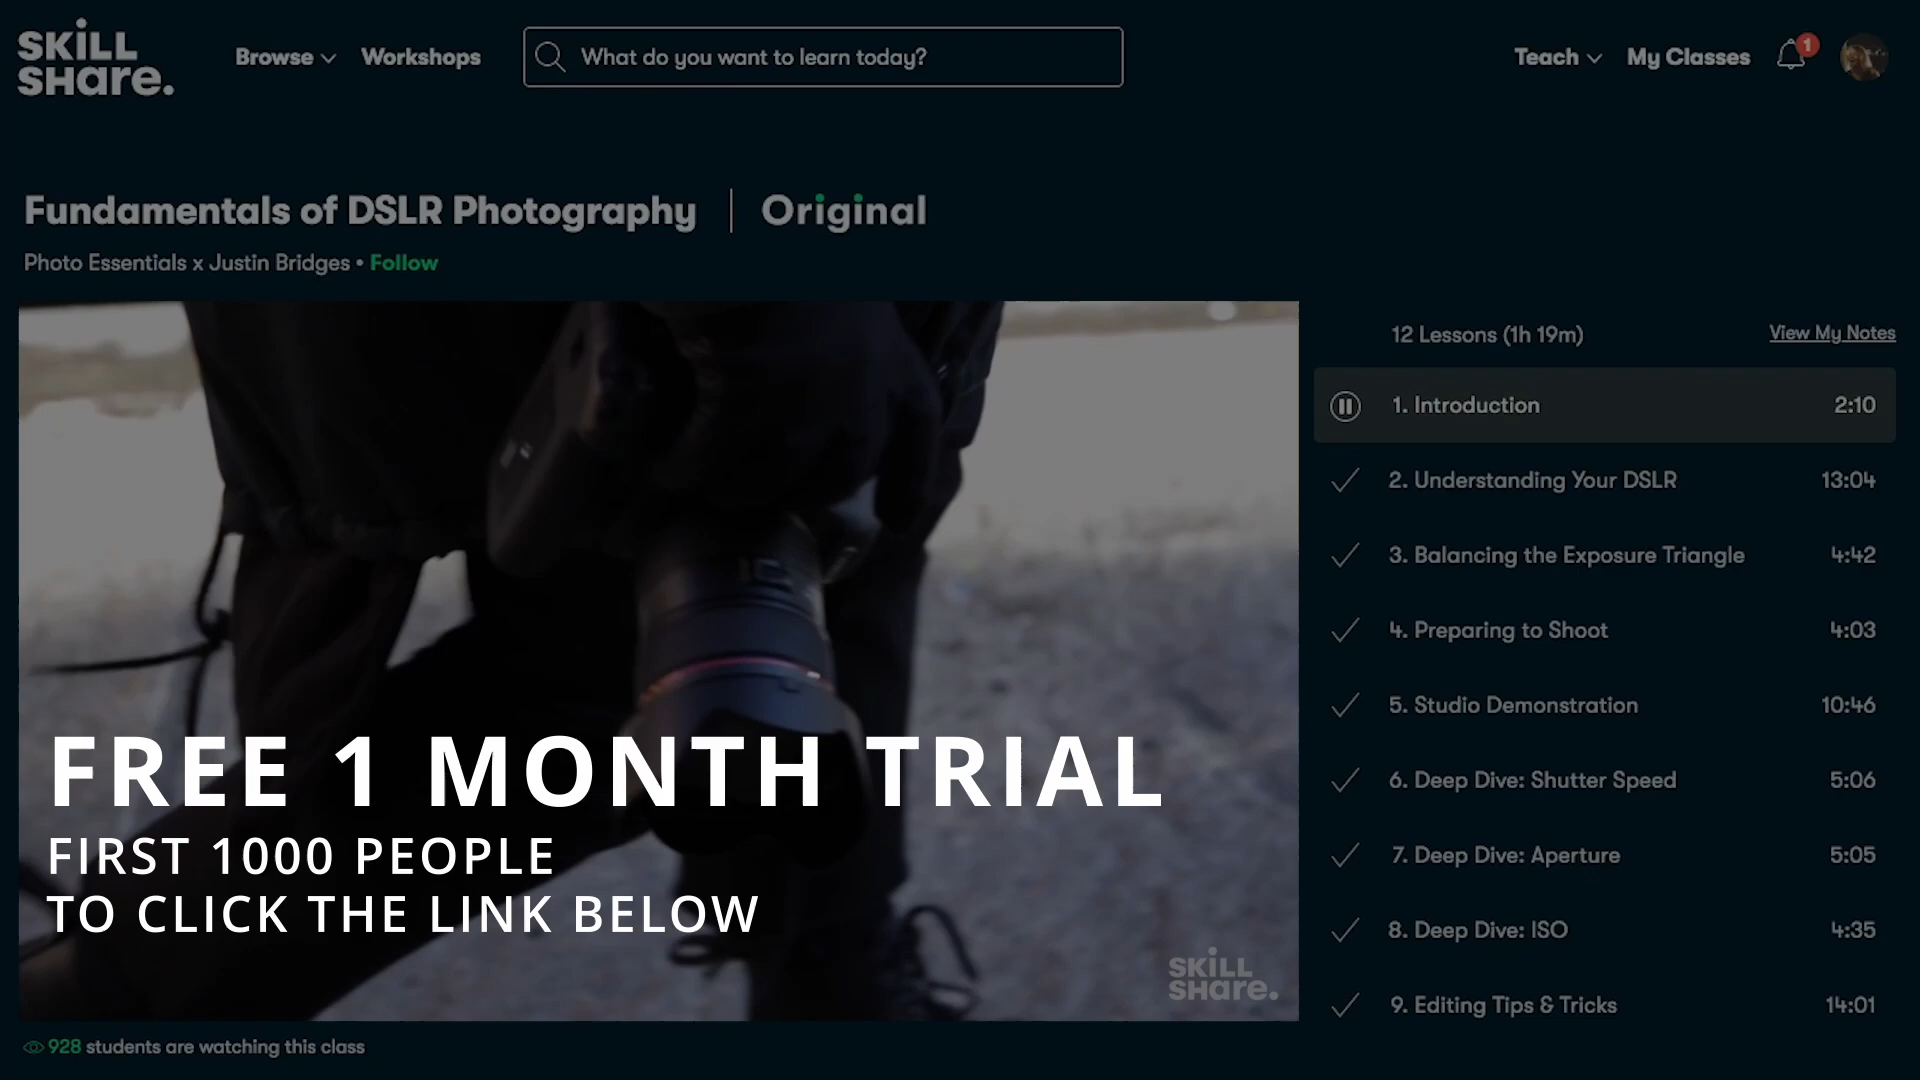 SKILL
SHare.
Browse
Workshops
What do you want to learn today?
Teach
My Classes
1
Fundamentals of DSLR Photography | Original
Photo Essentials x Justin Bridges • Follow
12 Lessons (1h 19m)
View My Notes
1. Introduction 2:10
2. Understanding Your DSLR 13:04
3. Balancing the Exposure Triangle 4:42
4. Preparing to Shoot 4:03
5. Studio Demonstration 10:46
6. Deep Dive: Shutter Speed 5:06
7. Deep Dive: Aperture 5:05
8. Deep Dive: ISO 4:35
9. Editing Tips & Tricks 14:01
FREE 1 MONTH TRIAL
FIRST 1000 PEOPLE
TO CLICK THE LINK BELOW
SKILL
SHare.
928 students are watching this class